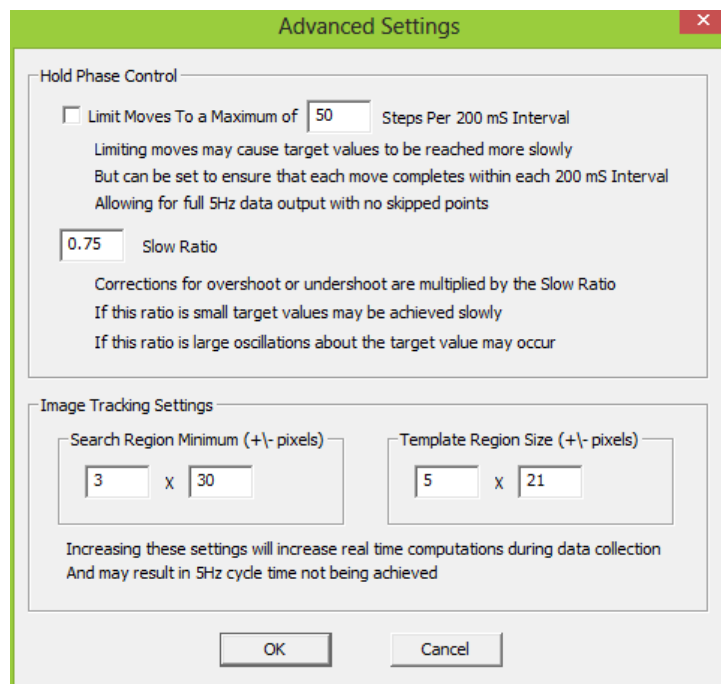 Advanced Settings
Hold Phase Control
Limit Moves To a Maximum of 50 Steps Per 200 mS Interval
Limiting moves may cause target values to be reached more slowly
But can be set to ensure that each move completes within each 200 mS Interval
Allowing for full 5Hz data output with no skipped points
0.75 Slow Ratio
Corrections for overshoot or undershoot are multiplied by the Slow Ratio
If this ratio is small target values may be achieved slowly
If this ratio is large oscillations about the target value may occur
Image Tracking Settings
Search Region Minimum (+\- pixels)
3 X 30
Template Region Size (+\- pixels)
5 X 21
Increasing these settings will increase real time computations during data collection
And may result in 5Hz cycle time not being achieved
OK Cancel